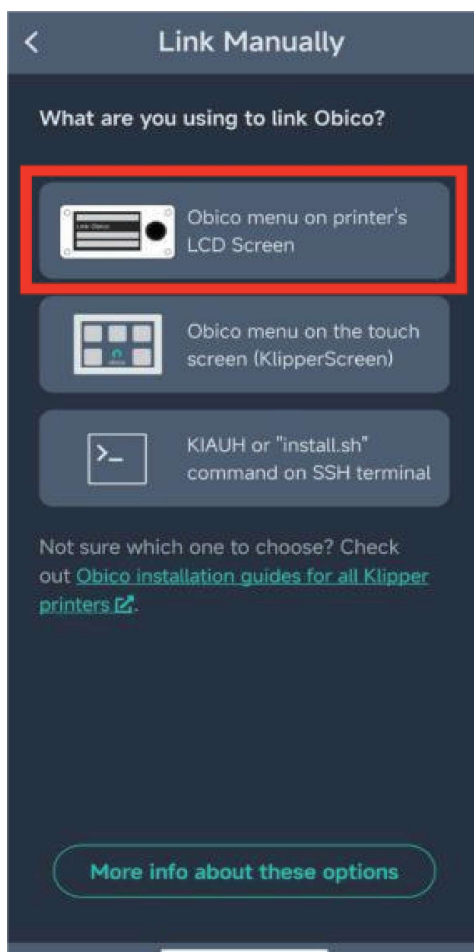 Link Manually
What are you using to link Obico?
Obico menu on printer's
LCD Screen
Obico menu on the touch
screen (KlipperScreen)
>_
KIAUH or "install.sh"
command on SSH terminal
Not sure which one to choose? Check
out Obico installation guides for all Klipper
printers.
More info about these options